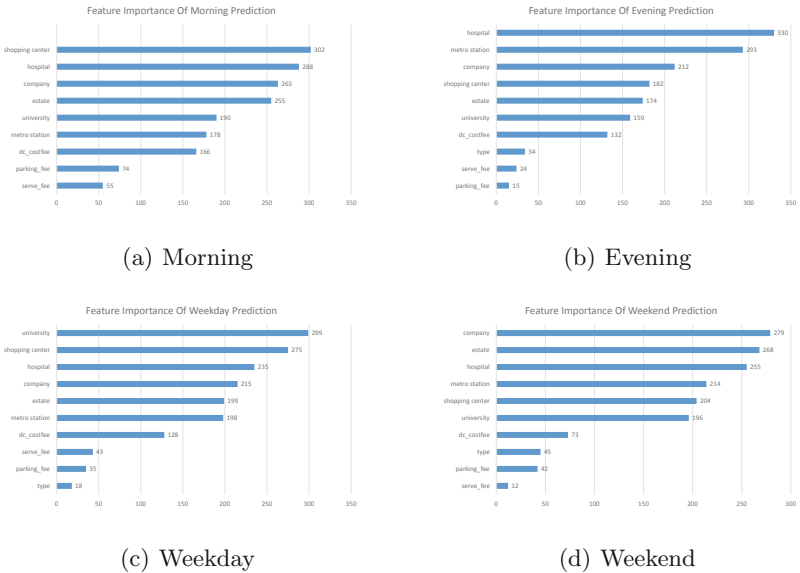 Feature Importance Of Morning Prediction
shopping center 302
hospital 288
company 263
estate 255
university 190
metro station 178
dc_costfee 166
parking_fee 74
serve_fee 55
0 50 100 150 200 250 300 350
(a) Morning
Feature Importance Of Evening Prediction
hospital 330
metro station 293
company 212
shopping center 182
estate 174
university 159
dc_costfee 132
type 34
serve_fee 24
parking_fee 15
0 50 100 150 200 250 300 350
(b) Evening
Feature Importance Of Weekday Prediction
university 299
shopping center 275
hospital 235
company 215
estate 199
metro station 198
dc_costfee 128
serve_fee 43
parking_fee 35
type 18
0 50 100 150 200 250 300 350
(c) Weekday
Feature Importance Of Weekend Prediction
company 279
estate 268
hospital 255
metro station 214
shopping center 204
university 196
dc_costfee 73
type 45
parking_fee 42
serve_fee 12
0 50 100 150 200 250 300
(d) Weekend